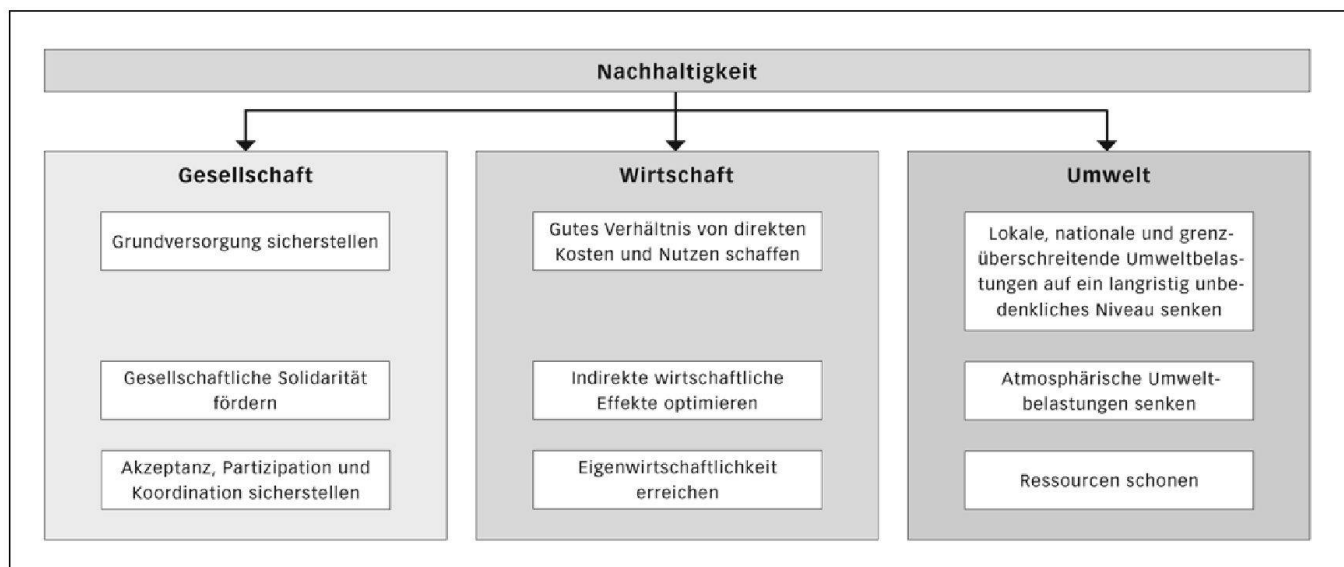 Nachhaltigkeit
Gesellschaft
Grundversorgung sicherstellen
Gesellschaftliche Solidarität
fördern
Akzeptanz, Partizipation und
Koordination sicherstellen
Wirtschaft
Gutes Verhältnis von direkten
Kosten und Nutzen schaffen
Indirekte wirtschaftliche
Effekte optimieren
Eigenwirtschaftlichkeit
erreichen
Umwelt
Lokale, nationale und grenz-
überschreitende Umweltbelas-
tungen auf ein langristig unbe-
denkliches Niveau senken
Atmosphärische Umwelt-
belastungen senken
Ressourcen schonen